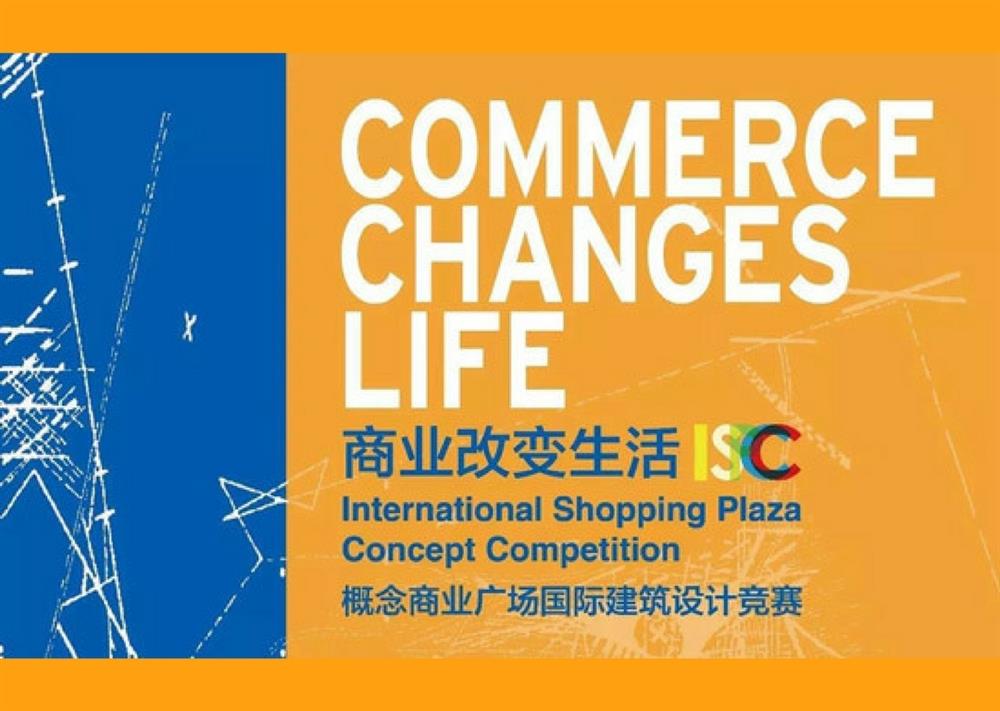 COMMERCE
CHANGES
LIFE
商业改变生活 ISCC
International Shopping Plaza
Concept Competition
概念商业广场国际建筑设计竞赛